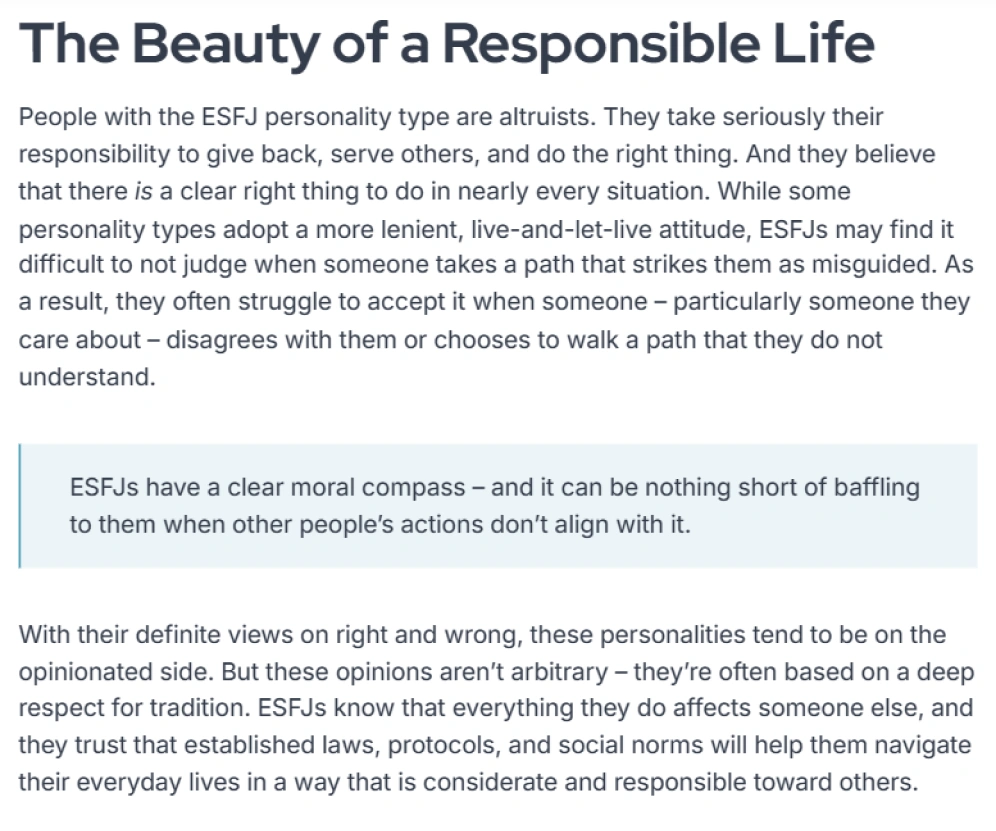 The Beauty of a Responsible Life
People with the ESFJ personality type are altruists. They take seriously their
responsibility to give back, serve others, and do the right thing. And they believe
that there is a clear right thing to do in nearly every situation. While some
personality types adopt a more lenient, live-and-let-live attitude, ESFJs may find it
difficult to not judge when someone takes a path that strikes them as misguided. As
a result, they often struggle to accept it when someone – particularly someone they
care about – disagrees with them or chooses to walk a path that they do not
understand.
ESFJs have a clear moral compass – and it can be nothing short of baffling
to them when other people’s actions don’t align with it.
With their definite views on right and wrong, these personalities tend to be on the
opinionated side. But these opinions aren’t arbitrary – they’re often based on a deep
respect for tradition. ESFJs know that everything they do affects someone else, and
they trust that established laws, protocols, and social norms will help them navigate
their everyday lives in a way that is considerate and responsible toward others.